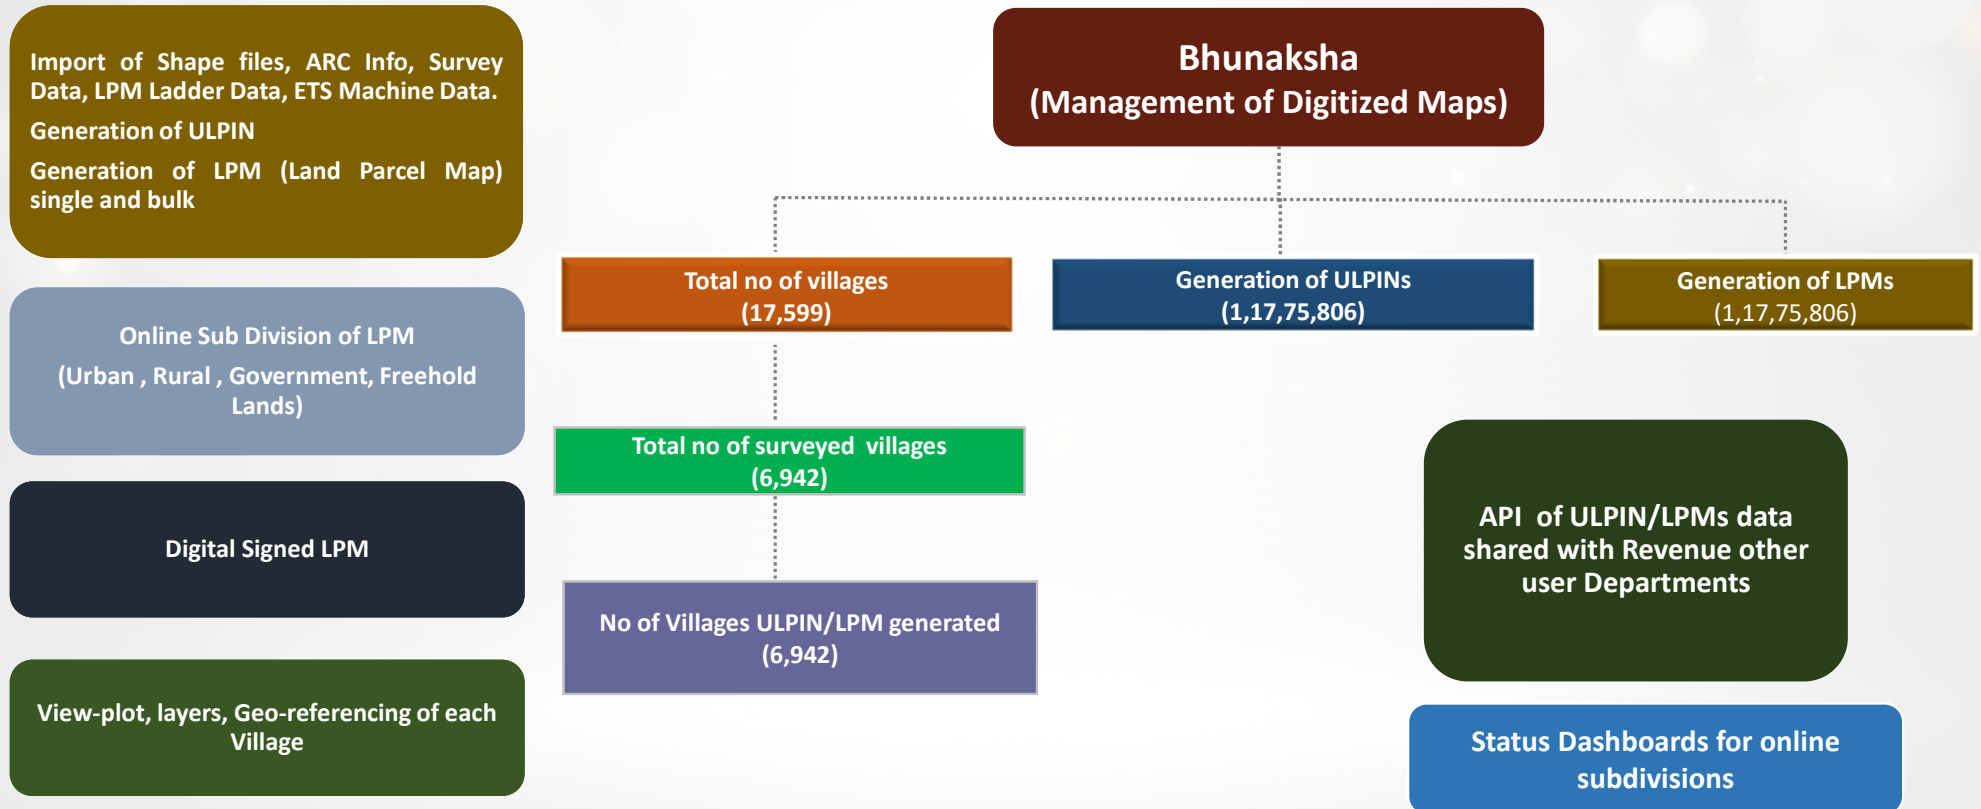 Import of Shape files, ARC Info, Survey
Data, LPM Ladder Data, ETS Machine Data.
Generation of ULPIN
Generation of LPM (Land Parcel Map)
single and bulk
Online Sub Division of LPM
(Urban , Rural , Government, Freehold
Lands)
Digital Signed LPM
View-plot, layers, Geo-referencing of each
Village
Bhunaksha
(Management of Digitized Maps)
Total no of villages
(17,599)
Generation of ULPINs
(1,17,75,806)
Generation of LPMs
(1,17,75,806)
Total no of surveyed villages
(6,942)
No of Villages ULPIN/LPM generated
(6,942)
API of ULPIN/LPMs data
shared with Revenue other
user Departments
Status Dashboards for online
subdivisions